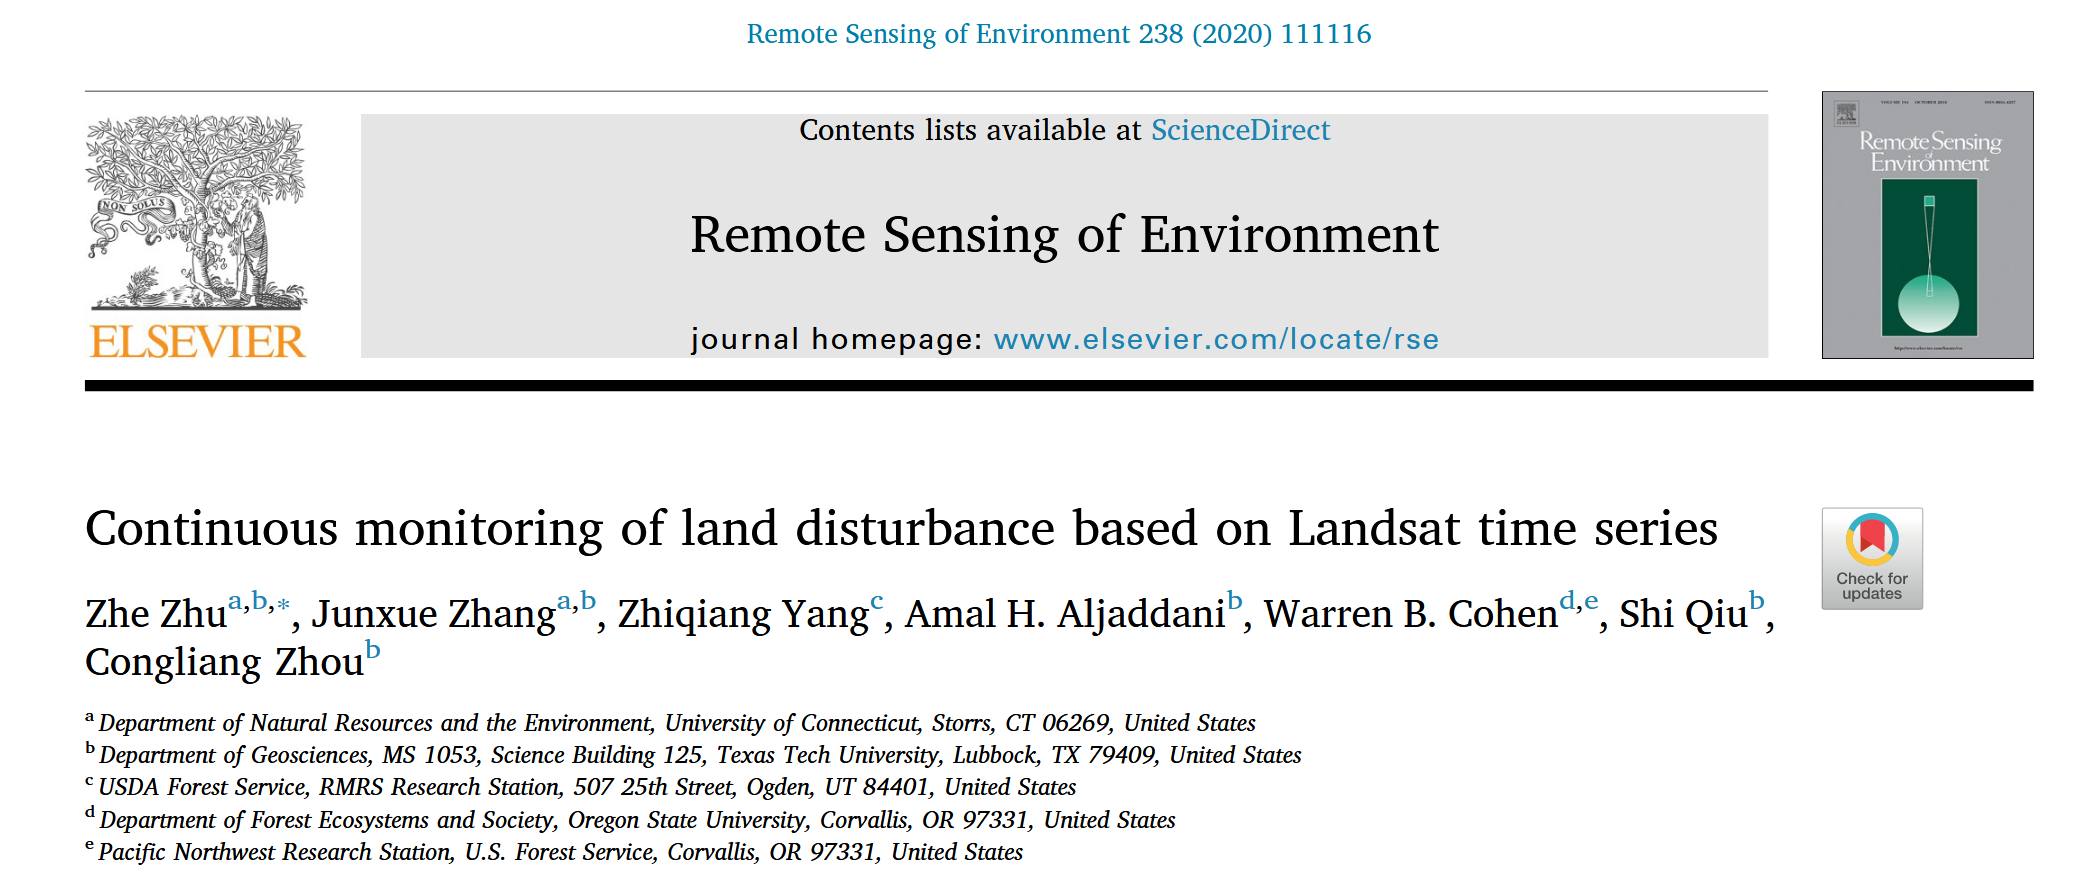 Remote Sensing of Environment 238 (2020) 111116
Contents lists available at ScienceDirect
Remote Sensing of Environment
journal homepage: www.elsevier.com/locate/rse
NON SOLUS
ELSEVIER
VOLUME
OCTOBER
ELSEVIER
Remote Sensing
of
Environment
Continuous monitoring of land disturbance based on Landsat time series
Check for
updates
Zhe Zhu a,b,*, Junxue Zhang a,b, Zhiqiang Yang c, Amal H. Aljaddani b, Warren B. Cohen d,e, Shi Qiu b,
Congliang Zhou b
a Department of Natural Resources and the Environment, University of Connecticut, Storrs, CT 06269, United States
b Department of Geosciences, MS 1053, Science Building 125, Texas Tech University, Lubbock, TX 79409, United States
c USDA Forest Service, RMRS Research Station, 507 25th Street, Ogden, UT 84401, United States
d Department of Forest Ecosystems and Society, Oregon State University, Corvallis, OR 97331, United States
e Pacific Northwest Research Station, U.S. Forest Service, Corvallis, OR 97331, United States